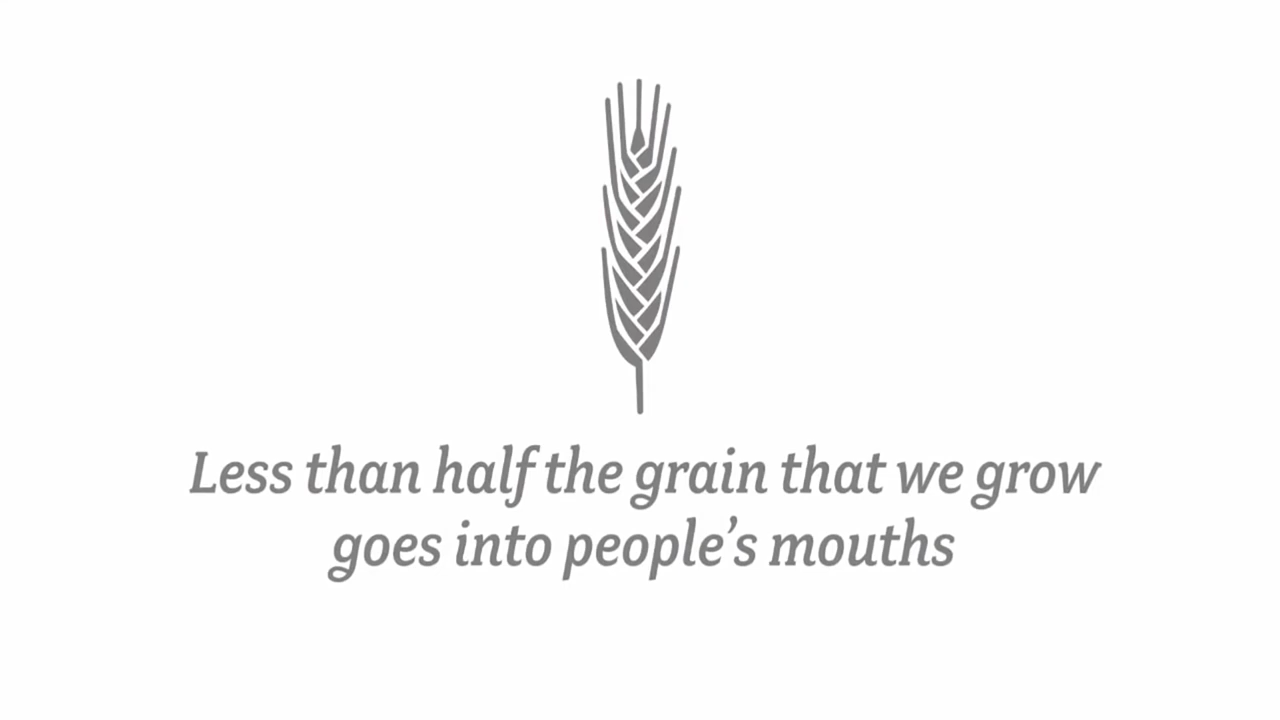 Less than half the grain that we grow
goes into people’s mouths